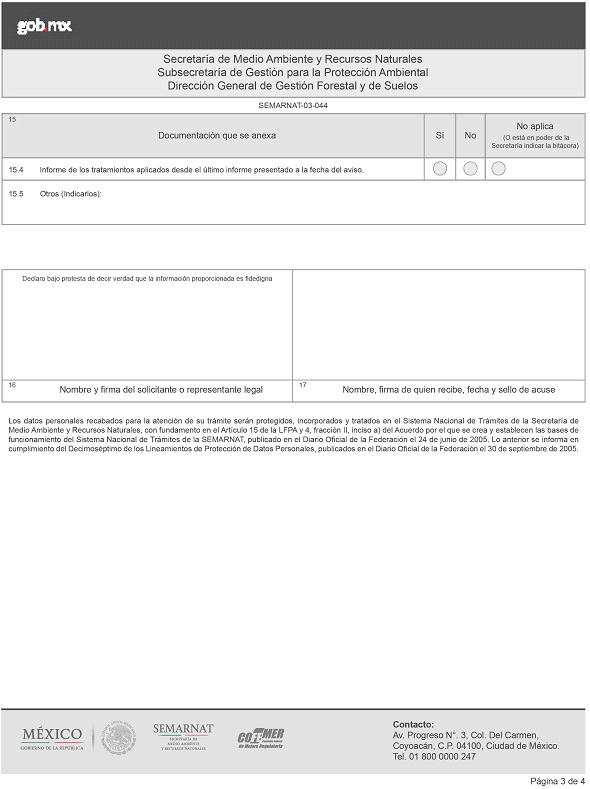 gob.mx
Secretaría de Medio Ambiente y Recursos Naturales
Subsecretaría de Gestión para la Protección Ambiental
Dirección General de Gestión Forestal y de Suelos
SEMARNAT-03-044
15
Documentación que se anexa
Sí
No
No aplica
(O está en poder de la
Secretaría indicar la bitácora)
15.4 Informe de los tratamientos aplicados desde el último informe presentado a la fecha del aviso.
15.5 Otros (Indicarlos):
Declaro bajo protesta de decir verdad que la información proporcionada es fidedigna
16 Nombre y firma del solicitante o representante legal
17 Nombre, firma de quien recibe, fecha y sello de acuse
Los datos personales recabados para la atención de su trámite serán protegidos, incorporados y tratados en el Sistema Nacional de Trámites de la Secretaría de
Medio Ambiente y Recursos Naturales, con fundamento en el Artículo 15 de la LFPA y 4, fracción II, inciso a) del Acuerdo por el que se crea y establecen las bases de
funcionamiento del Sistema Nacional de Trámites de la SEMARNAT, publicado en el Diario Oficial de la Federación el 24 de junio de 2005. Lo anterior se informa en
cumplimiento del Decimoséptimo de los Lineamientos de Protección de Datos Personales, publicados en el Diario Oficial de la Federación el 30 de septiembre de 2005.
MÉXICO
GOBIERNO DE LA REPÚBLICA
SEMARNAT
SECRETARÍA DE
MEDIO AMBIENTE
Y RECURSOS NATURALES
COFEMER
de Mejora Regulatoria
Contacto:
Av. Progreso N°. 3, Col. Del Carmen,
Coyoacán, C.P. 04100, Ciudad de México.
Tel. 01 800 0000 247
Página 3 de 4